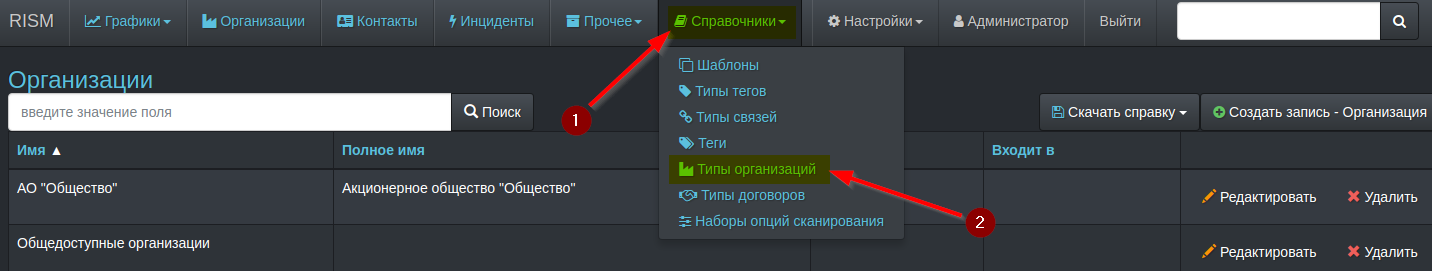 RISM Графики Организации Контакты Инциденты Прочее Справочники Настройки Администратор Выйти
Организации
введите значение поля Поиск
Шаблоны
Типы тегов
Типы связей
Теги
Типы организаций
Типы договоров
Наборы опций сканирования
1
2
Скачать справку Создать запись - Организация
Имя ▲ Полное имя Входит в
АО "Общество" Акционерное общество "Общество" Редактировать Удалить
Общедоступные организации Редактировать Удалить